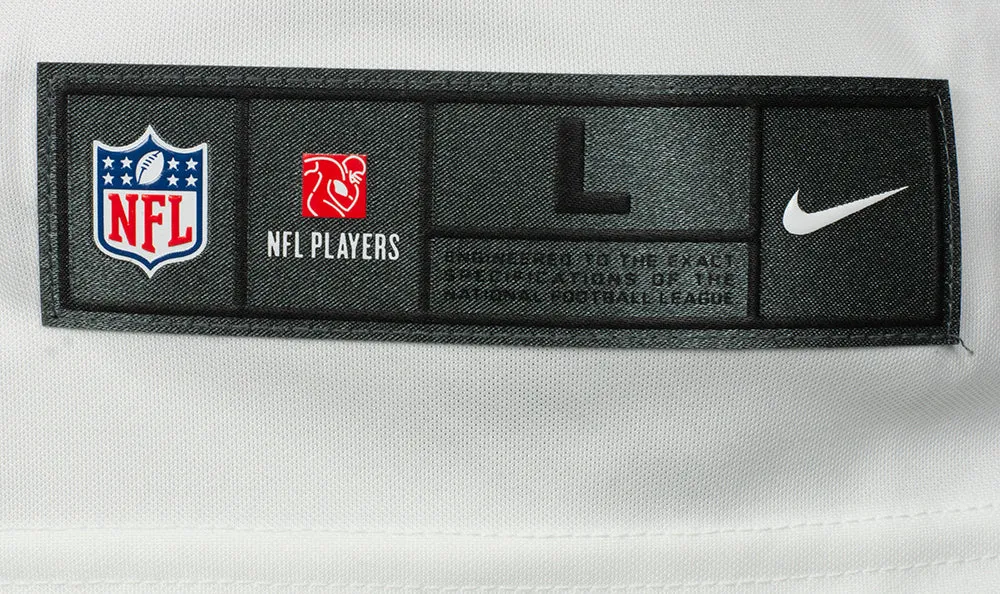 NFL
NFL PLAYERS
L
ENGINEERED TO THE EXACT
SPECIFICATIONS OF THE
NATIONAL FOOTBALL LEAGUE